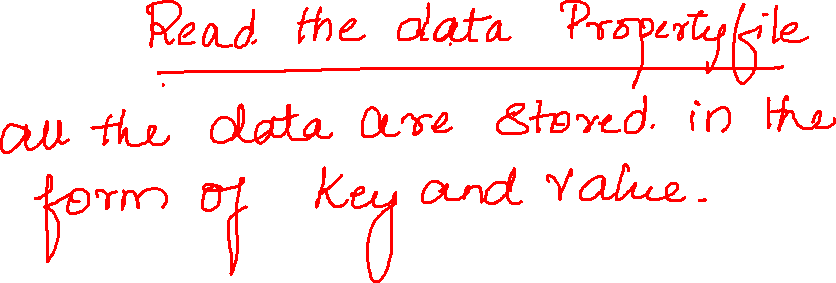 Read the data Propertyfile
all the data are stored. in the
form of key and value.